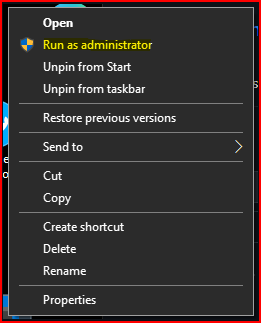 Open
Run as administrator
Unpin from Start
Unpin from taskbar
Restore previous versions
Send to
Cut
Copy
Create shortcut
Delete
Rename
Properties